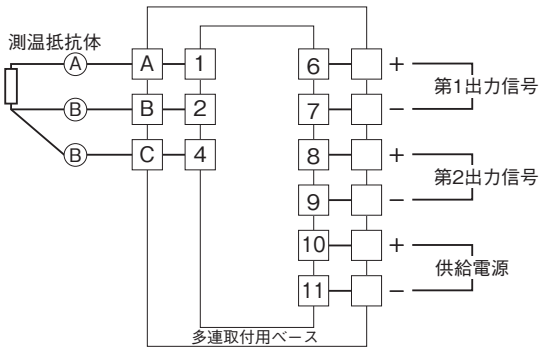 測温抵抗体
A A 1 6 +
第1出力信号
B B 2 7 −
B C 4 8 +
第2出力信号
9 −
10 +
供給電源
11 −
多連取付用ベース